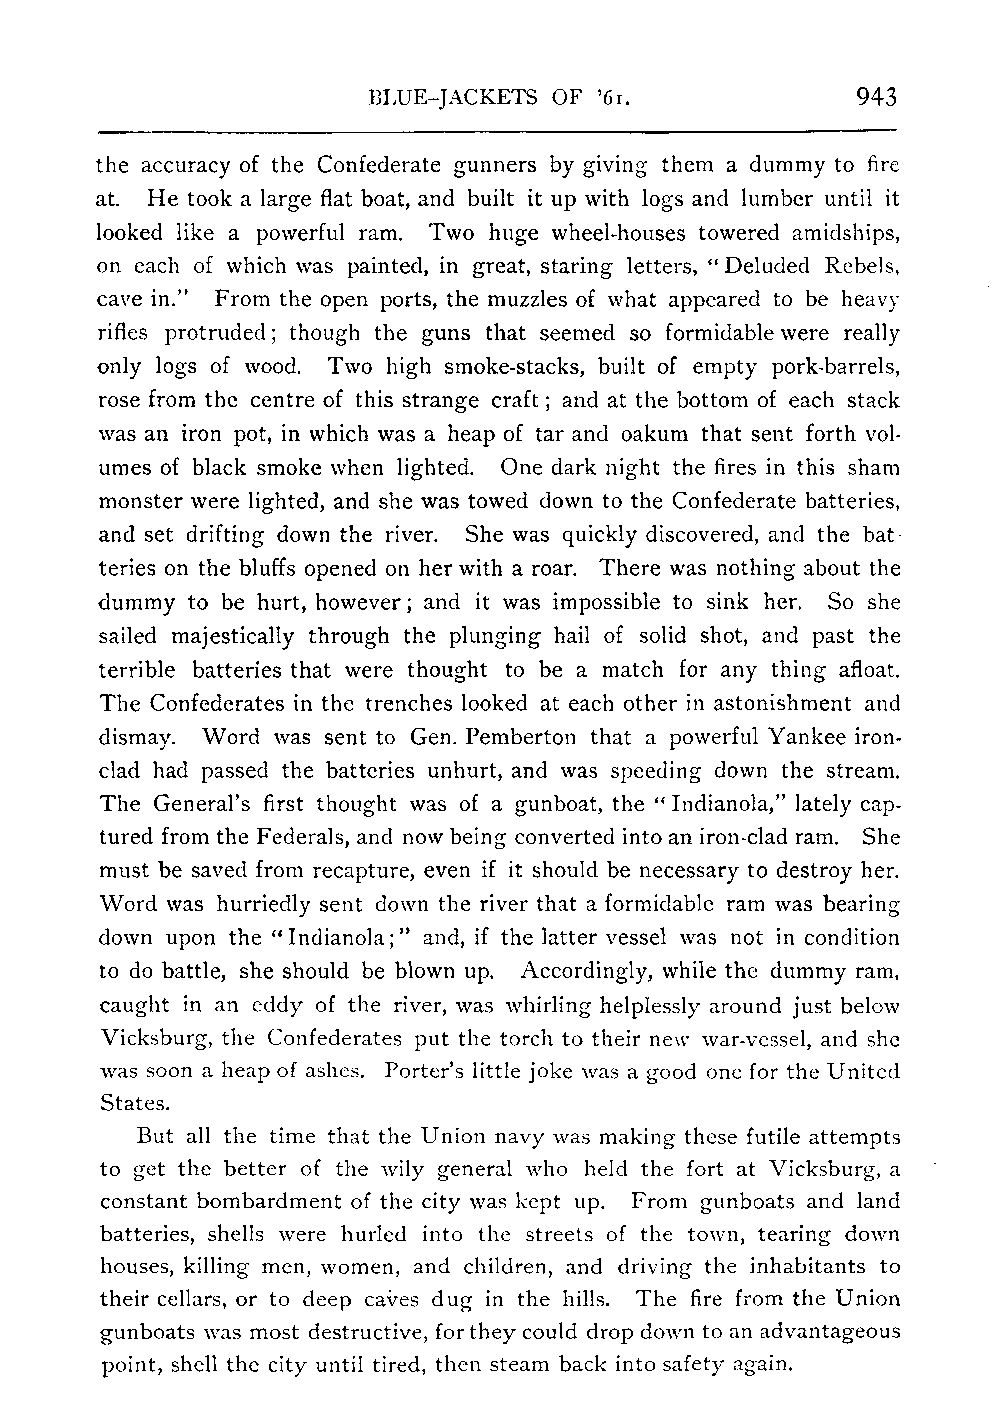 BLUE-JACKETS OF '61. 943
the accuracy of the Confederate gunners by giving them a dummy to fire
at. He took a large flat boat, and built it up with logs and lumber until it
looked like a powerful ram. Two huge wheel-houses towered amidships,
on each of which was painted, in great, staring letters, "Deluded Rebels,
cave in." From the open ports, the muzzles of what appeared to be heavy
rifles protruded; though the guns that seemed so formidable were really
only logs of wood. Two high smoke-stacks, built of empty pork-barrels,
rose from the centre of this strange craft; and at the bottom of each stack
was an iron pot, in which was a heap of tar and oakum that sent forth vol-
umes of black smoke when lighted. One dark night the fires in this sham
monster were lighted, and she was towed down to the Confederate batteries,
and set drifting down the river. She was quickly discovered, and the bat-
teries on the bluffs opened on her with a roar. There was nothing about the
dummy to be hurt, however; and it was impossible to sink her. So she
sailed majestically through the plunging hail of solid shot, and past the
terrible batteries that were thought to be a match for any thing afloat.
The Confederates in the trenches looked at each other in astonishment and
dismay. Word was sent to Gen. Pemberton that a powerful Yankee iron-
clad had passed the batteries unhurt, and was speeding down the stream.
The General's first thought was of a gunboat, the "Indianola," lately cap-
tured from the Federals, and now being converted into an iron-clad ram. She
must be saved from recapture, even if it should be necessary to destroy her.
Word was hurriedly sent down the river that a formidable ram was bearing
down upon the "Indianola;" and, if the latter vessel was not in condition
to do battle, she should be blown up. Accordingly, while the dummy ram,
caught in an eddy of the river, was whirling helplessly around just below
Vicksburg, the Confederates put the torch to their new war-vessel, and she
was soon a heap of ashes. Porter's little joke was a good one for the United
States.
But all the time that the Union navy was making these futile attempts
to get the better of the wily general who held the fort at Vicksburg, a
constant bombardment of the city was kept up. From gunboats and land
batteries, shells were hurled into the streets of the town, tearing down
houses, killing men, women, and children, and driving the inhabitants to
their cellars, or to deep caves dug in the hills. The fire from the Union
gunboats was most destructive, for they could drop down to an advantageous
point, shell the city until tired, then steam back into safety again.